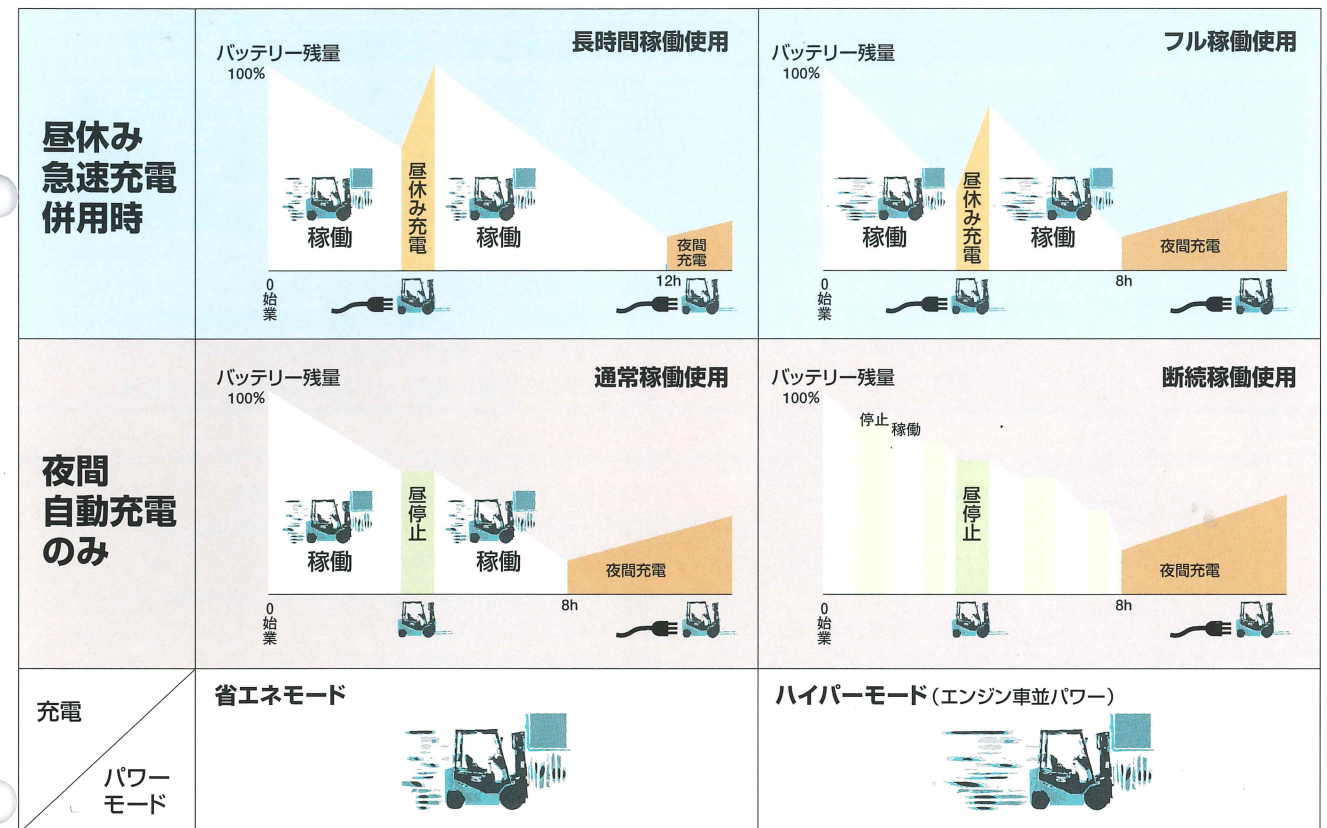 昼休み
急速充電
併用時
バッテリー残量
長時間稼働使用
100%
稼働
昼休み充電
稼働
夜間
充電
0
始業
12h
バッテリー残量
フル稼働使用
100%
稼働
昼休み充電
稼働
夜間充電
0
始業
8h
夜間
自動充電
のみ
バッテリー残量
通常稼働使用
100%
稼働
昼停止
稼働
夜間充電
0
始業
8h
バッテリー残量
断続稼働使用
100%
停止
稼働
昼停止
夜間充電
0
始業
8h
充電
パワー
モード
省エネモード
ハイパーモード(エンジン車並パワー)